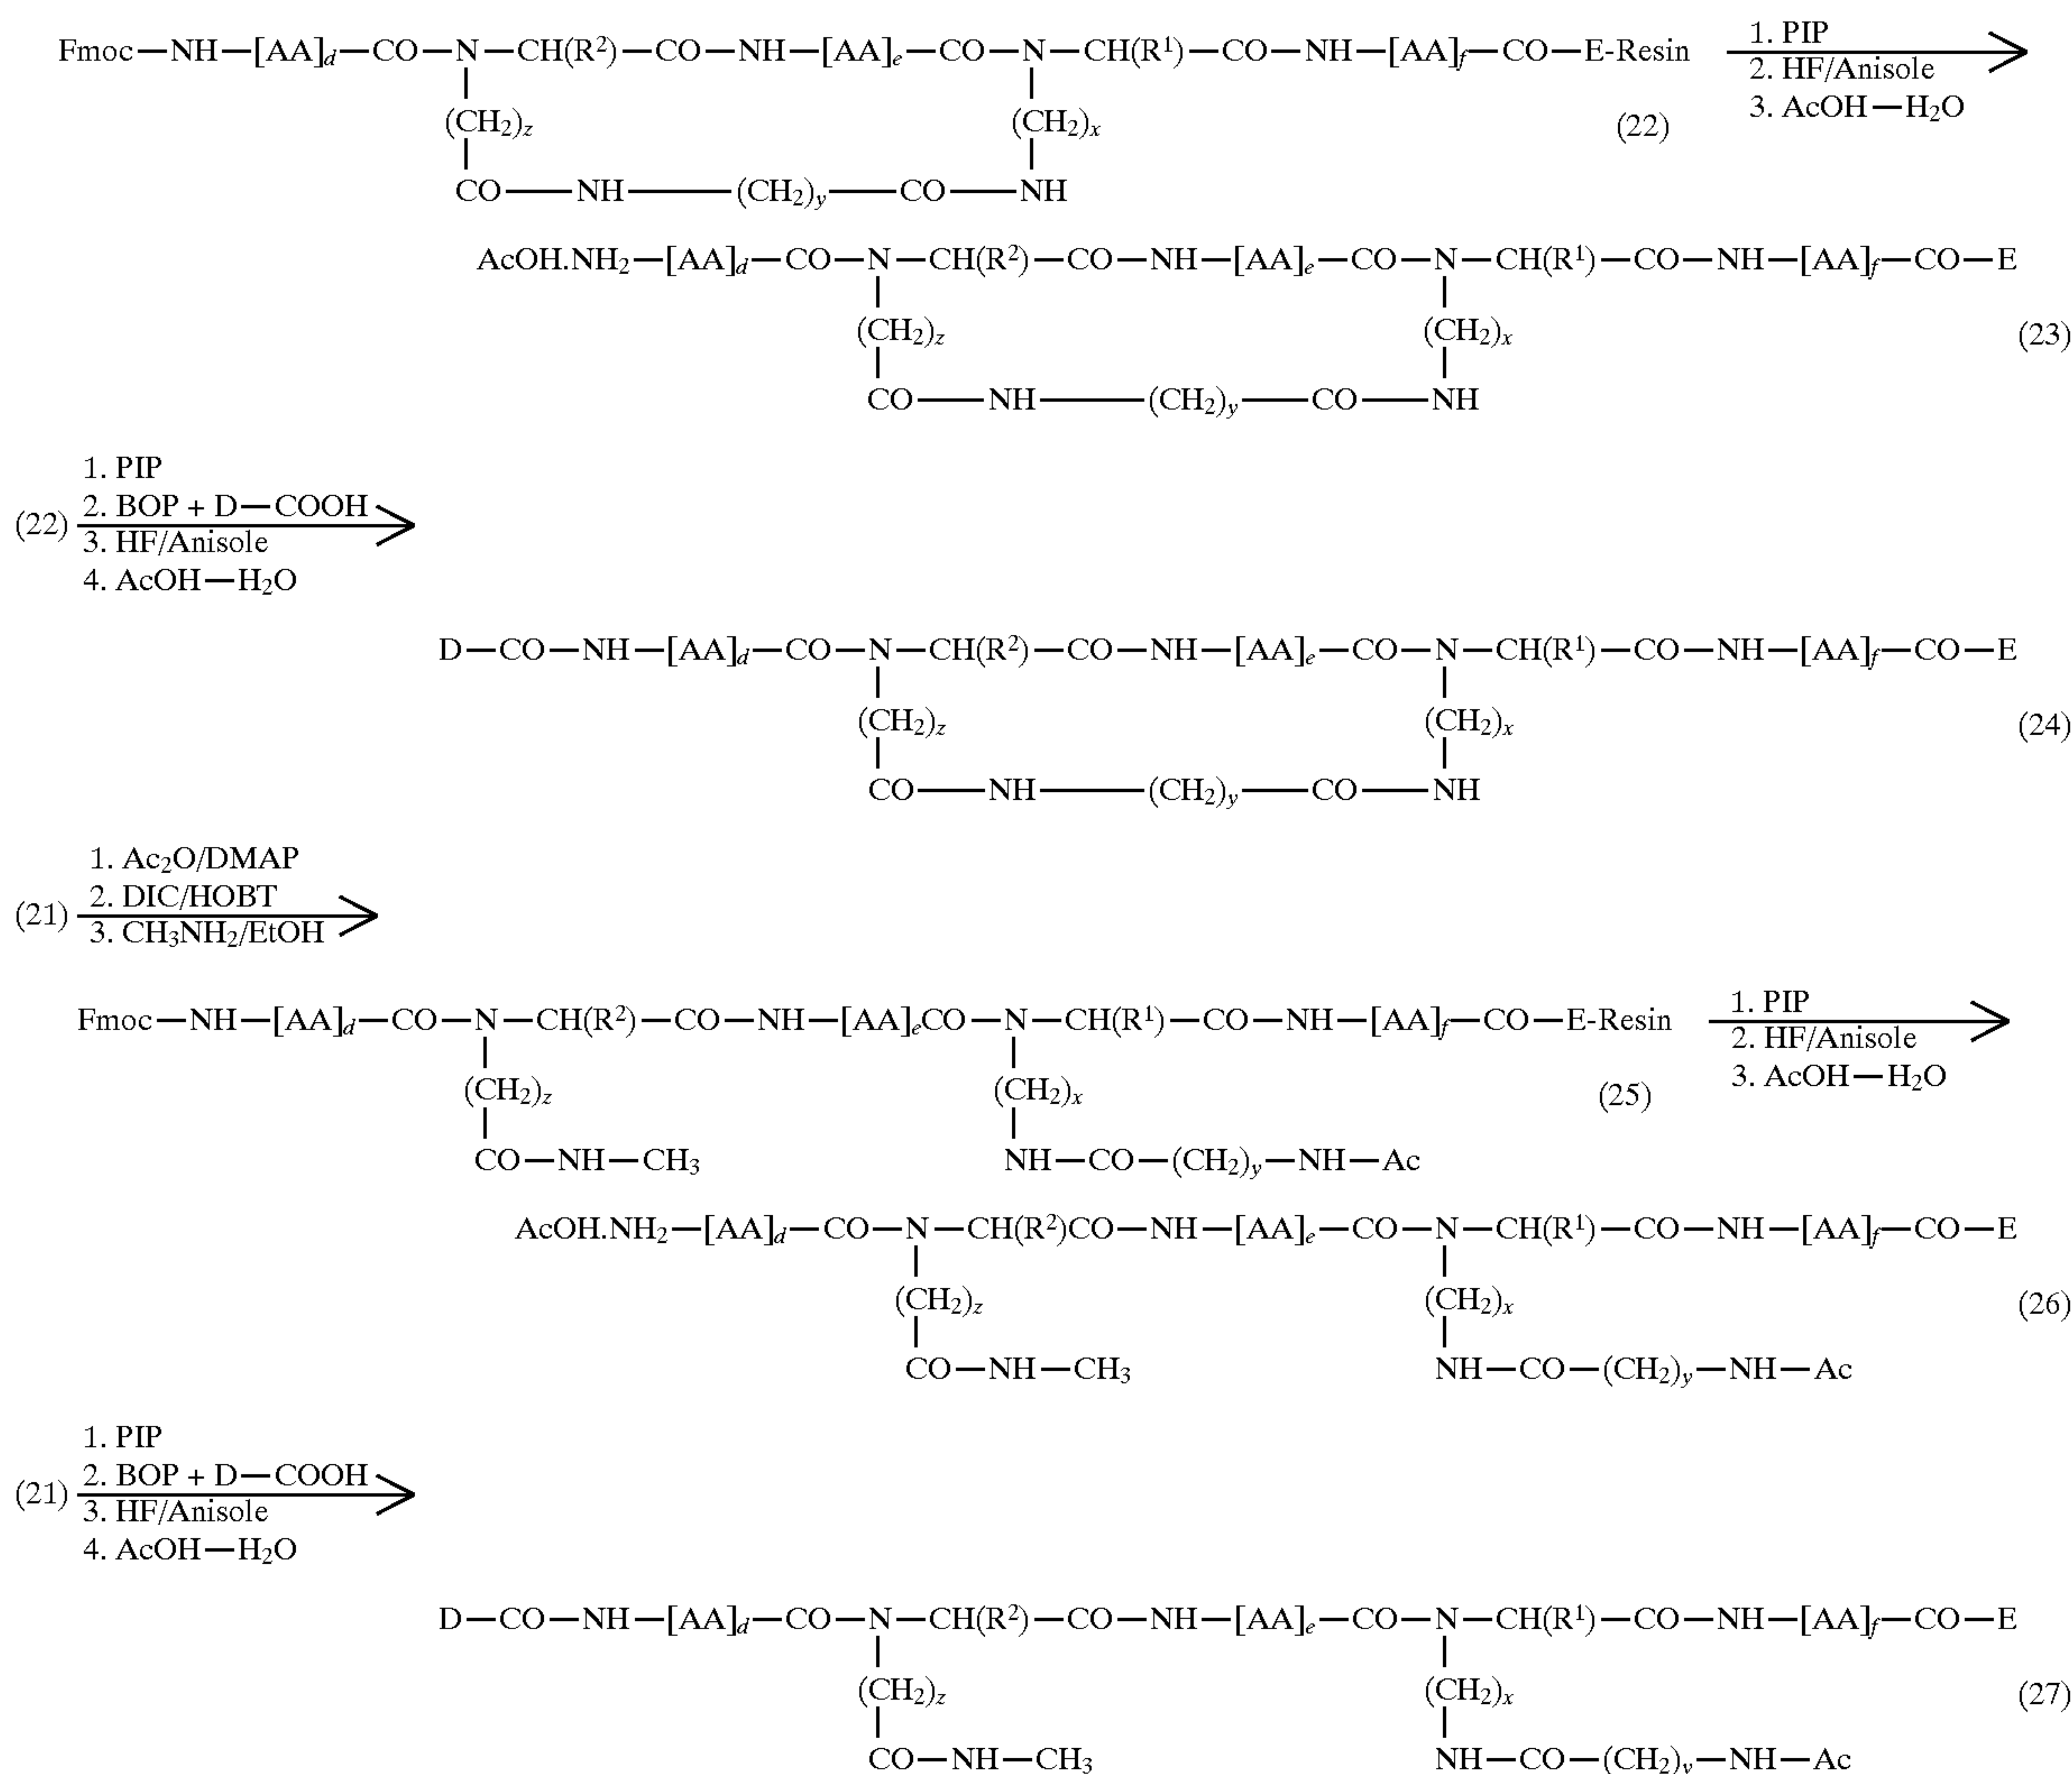 Fmoc—NH—[AA]d—CO—N—CH(R²)—CO—NH—[AA]e—CO—N—CH(R¹)—CO—NH—[AA]f—CO—E-Resin
1. PIP
2. HF/Anisole
3. AcOH—H₂O
(CH₂)z (CH₂)x (22)
CO—NH—(CH₂)y—CO—NH
AcOH.NH₂—[AA]d—CO—N—CH(R²)—CO—NH—[AA]e—CO—N—CH(R¹)—CO—NH—[AA]f—CO—E
(CH₂)z (CH₂)x (23)
CO—NH—(CH₂)y—CO—NH
1. PIP
2. BOP + D—COOH
(22)
3. HF/Anisole
4. AcOH—H₂O
D—CO—NH—[AA]d—CO—N—CH(R²)—CO—NH—[AA]e—CO—N—CH(R¹)—CO—NH—[AA]f—CO—E
(CH₂)z (CH₂)x (24)
CO—NH—(CH₂)y—CO—NH
1. Ac₂O/DMAP
2. DIC/HOBT
(21)
3. CH₃NH₂/EtOH
Fmoc—NH—[AA]d—CO—N—CH(R²)—CO—NH—[AA]eCO—N—CH(R¹)—CO—NH—[AA]f—CO—E-Resin
1. PIP
2. HF/Anisole
3. AcOH—H₂O
(CH₂)z (CH₂)x (25)
CO—NH—CH₃ NH—CO—(CH₂)y—NH—Ac
AcOH.NH₂—[AA]d—CO—N—CH(R²)CO—NH—[AA]e—CO—N—CH(R¹)—CO—NH—[AA]f—CO—E
(CH₂)z (CH₂)x (26)
CO—NH—CH₃ NH—CO—(CH₂)y—NH—Ac
1. PIP
2. BOP + D—COOH
(21)
3. HF/Anisole
4. AcOH—H₂O
D—CO—NH—[AA]d—CO—N—CH(R²)—CO—NH—[AA]e—CO—N—CH(R¹)—CO—NH—[AA]f—CO—E
(CH₂)z (CH₂)x (27)
CO—NH—CH₃ NH—CO—(CH₂)y—NH—Ac